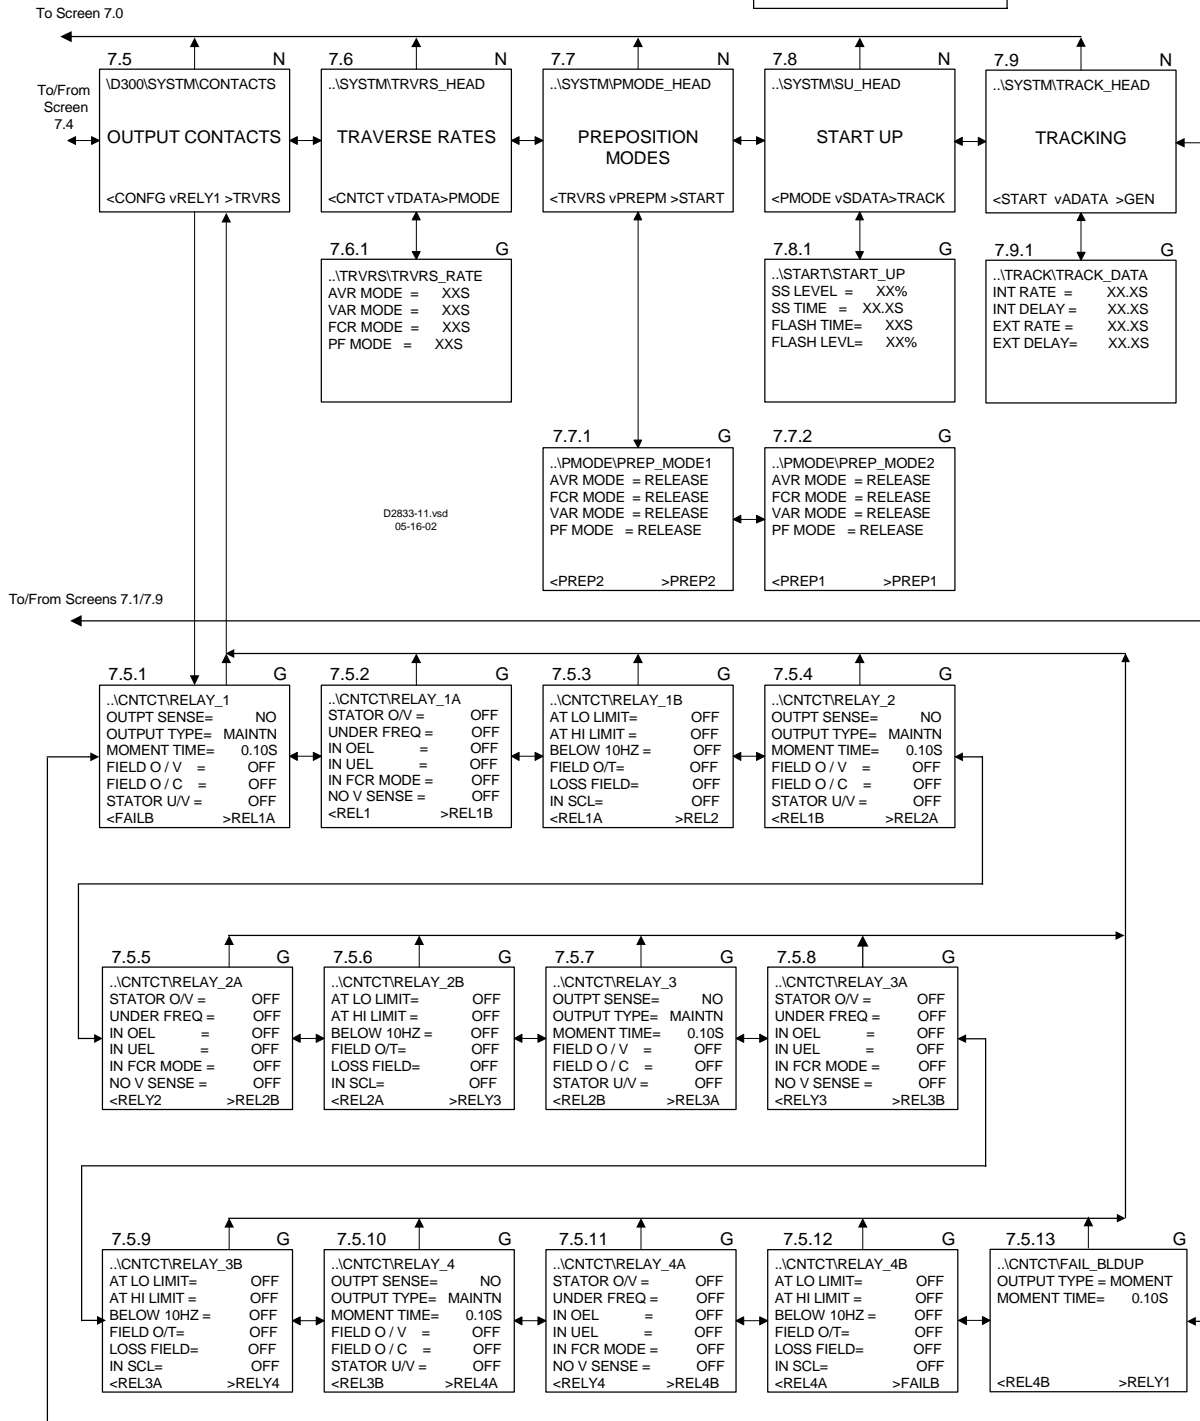 To Screen 7.0
7.5 N
\D300\SYSTM\CONTACTS
OUTPUT CONTACTS
<CONFG vRELY1 >TRVRS
To/From
Screen
7.4
7.6 N
..\SYSTM\TRVRS_HEAD
TRAVERSE RATES
<CNTCT vTDATA>PMODE
7.7 N
..\SYSTM\PMODE_HEAD
PREPOSITION
MODES
<TRVRS vPREPM >START
7.8 N
..\SYSTM\SU_HEAD
START UP
<PMODE vSDATA>TRACK
7.9 N
..\SYSTM\TRACK_HEAD
TRACKING
<START vADATA >GEN
7.6.1 G
..\TRVRS\TRVRS_RATE
AVR MODE = XXS
VAR MODE = XXS
FCR MODE = XXS
PF MODE = XXS
7.8.1 G
..\START\START_UP
SS LEVEL = XX%
SS TIME = XX.XS
FLASH TIME= XXS
FLASH LEVL= XX%
7.9.1 G
..\TRACK\TRACK_DATA
INT RATE = XX.XS
INT DELAY = XX.XS
EXT RATE = XX.XS
EXT DELAY= XX.XS
7.7.1 G
..\PMODE\PREP_MODE1
AVR MODE = RELEASE
FCR MODE = RELEASE
VAR MODE = RELEASE
PF MODE = RELEASE
<PREP2 >PREP2
7.7.2 G
..\PMODE\PREP_MODE2
AVR MODE = RELEASE
FCR MODE = RELEASE
VAR MODE = RELEASE
PF MODE = RELEASE
<PREP1 >PREP1
D2833-11.vsd
05-16-02
To/From Screens 7.1/7.9
7.5.1 G
..\CNTCT\RELAY_1
OUTPT SENSE= NO
OUTPUT TYPE= MAINTN
MOMENT TIME= 0.10S
FIELD O / V = OFF
FIELD O / C = OFF
STATOR U/V = OFF
<FAILB >REL1A
7.5.2 G
..\CNTCT\RELAY_1A
STATOR O/V = OFF
UNDER FREQ = OFF
IN OEL = OFF
IN UEL = OFF
IN FCR MODE = OFF
NO V SENSE = OFF
<REL1 >REL1B
7.5.3 G
..\CNTCT\RELAY_1B
AT LO LIMIT= OFF
AT HI LIMIT= OFF
BELOW 10HZ = OFF
FIELD O/T= OFF
LOSS FIELD= OFF
IN SCL= OFF
<REL1A >REL2
7.5.4 G
..\CNTCT\RELAY_2
OUTPT SENSE= NO
OUTPUT TYPE= MAINTN
MOMENT TIME= 0.10S
FIELD O / V = OFF
FIELD O / C = OFF
STATOR U/V = OFF
<REL1B >REL2A
7.5.5 G
..\CNTCT\RELAY_2A
STATOR O/V = OFF
UNDER FREQ = OFF
IN OEL = OFF
IN UEL = OFF
IN FCR MODE = OFF
NO V SENSE = OFF
<RELY2 >REL2B
7.5.6 G
..\CNTCT\RELAY_2B
AT LO LIMIT= OFF
AT HI LIMIT = OFF
BELOW 10HZ = OFF
FIELD O/T= OFF
LOSS FIELD= OFF
IN SCL= OFF
<REL2A >RELY3
7.5.7 G
..\CNTCT\RELAY_3
OUTPT SENSE= NO
OUTPUT TYPE= MAINTN
MOMENT TIME= 0.10S
FIELD O / V = OFF
FIELD O / C = OFF
STATOR U/V = OFF
<REL2B >REL3A
7.5.8 G
..\CNTCT\RELAY_3A
STATOR O/V = OFF
UNDER FREQ = OFF
IN OEL = OFF
IN UEL = OFF
IN FCR MODE = OFF
NO V SENSE = OFF
<RELY3 >REL3B
7.5.9 G
..\CNTCT\RELAY_3B
AT LO LIMIT= OFF
AT HI LIMIT = OFF
BELOW 10HZ = OFF
FIELD O/T= OFF
LOSS FIELD= OFF
IN SCL= OFF
<REL3A >RELY4
7.5.10 G
..\CNTCT\RELAY_4
OUTPT SENSE= NO
OUTPUT TYPE= MAINTN
MOMENT TIME= 0.10S
FIELD O / V = OFF
FIELD O / C = OFF
STATOR U/V = OFF
<REL3B >REL4A
7.5.11 G
..\CNTCT\RELAY_4A
STATOR O/V = OFF
UNDER FREQ = OFF
IN OEL = OFF
IN UEL = OFF
IN FCR MODE = OFF
NO V SENSE = OFF
<RELY4 >REL4B
7.5.12 G
..\CNTCT\RELAY_4B
AT LO LIMIT= OFF
AT HI LIMIT = OFF
BELOW 10HZ = OFF
FIELD O/T= OFF
LOSS FIELD= OFF
IN SCL= OFF
<REL4A >FAILB
7.5.13 G
..\CNTCT\FAIL_BLDUP
OUTPUT TYPE = MOMENT
MOMENT TIME= 0.10S
<REL4B >RELY1